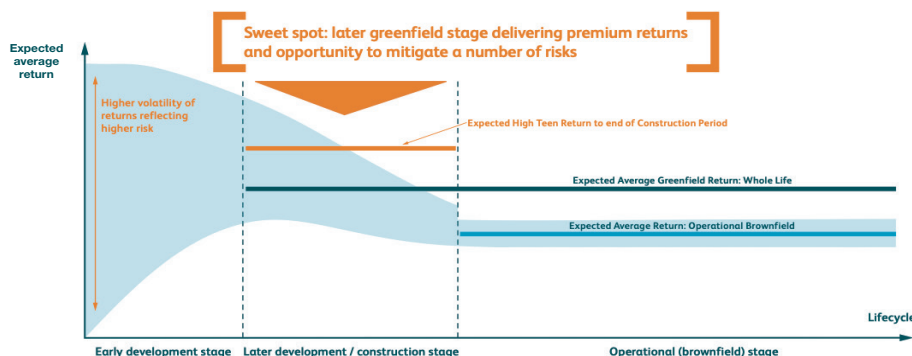 Sweet spot: later greenfield stage delivering premium returns
and opportunity to mitigate a number of risks
Expected
average
return
Higher volatility of
returns reflecting
higher risk
Expected High Teen Return to end of Construction Period
Expected Average Greenfield Return: Whole Life
Expected Average Return: Operational Brownfield
Lifecycle
Early development stage
Later development / construction stage
Operational (brownfield) stage